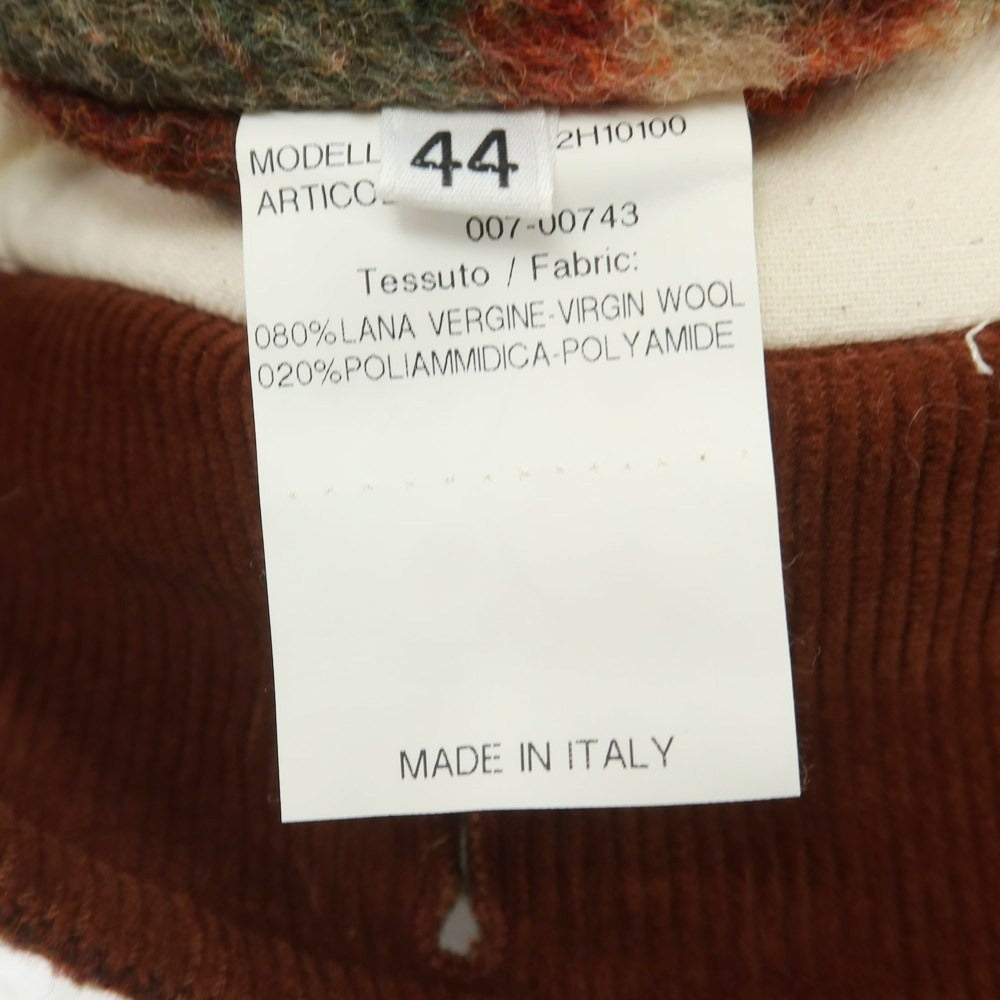 MODELL 2H10100
44
ARTICO
007-00743
Tessuto / Fabric:
080%LANA VERGINE-VIRGIN WOOL
020%POLIAMMIDICA-POLYAMIDE
MADE IN ITALY